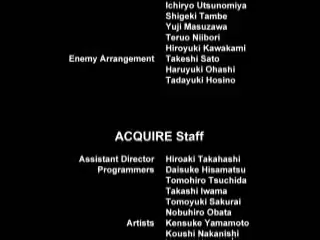 Ichiryo Utsunomiya
Shigeki Tambe
Yuji Masuzawa
Teruo Niibori
Hiroyuki Kawakami
Enemy Arrangement Takeshi Sato
Haruyuki Ohashi
Tadayuki Hosino
ACQUIRE Staff
Assistant Director Hiroaki Takahashi
Programmers Daisuke Hisamatsu
Tomohiro Tsuchida
Takashi Iwama
Tomoyuki Sakurai
Nobuhiro Obata
Artists Kensuke Yamamoto
Koushi Nakanishi